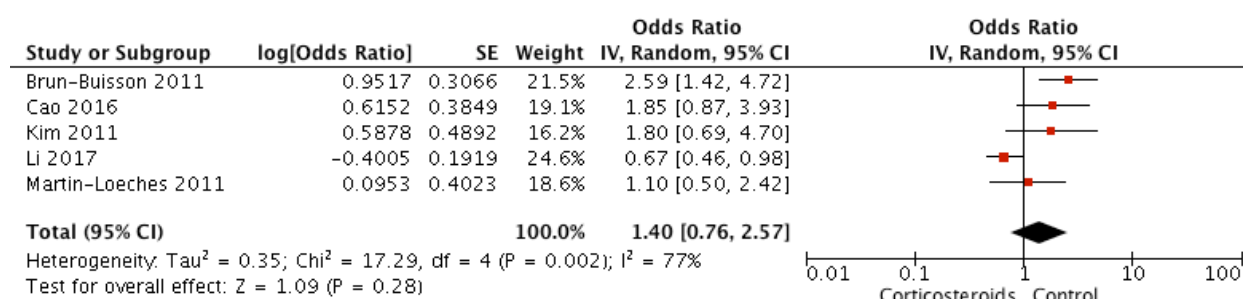 Odds Ratio Odds Ratio
Study or Subgroup log[Odds Ratio] SE Weight IV, Random, 95% CI IV, Random, 95% CI
Brun-Buisson 2011 0.9517 0.3066 21.5% 2.59 [1.42, 4.72]
Cao 2016 0.6152 0.3849 19.1% 1.85 [0.87, 3.93]
Kim 2011 0.5878 0.4892 16.2% 1.80 [0.69, 4.70]
Li 2017 -0.4005 0.1919 24.6% 0.67 [0.46, 0.98]
Martin-Loeches 2011 0.0953 0.4023 18.6% 1.10 [0.50, 2.42]
Total (95% CI) 100.0% 1.40 [0.76, 2.57]
Heterogeneity: Tau² = 0.35; Chi² = 17.29, df = 4 (P = 0.002); I² = 77%
Test for overall effect: Z = 1.09 (P = 0.28)
0.01 0.1 1 10 100
Corticosteroids Control